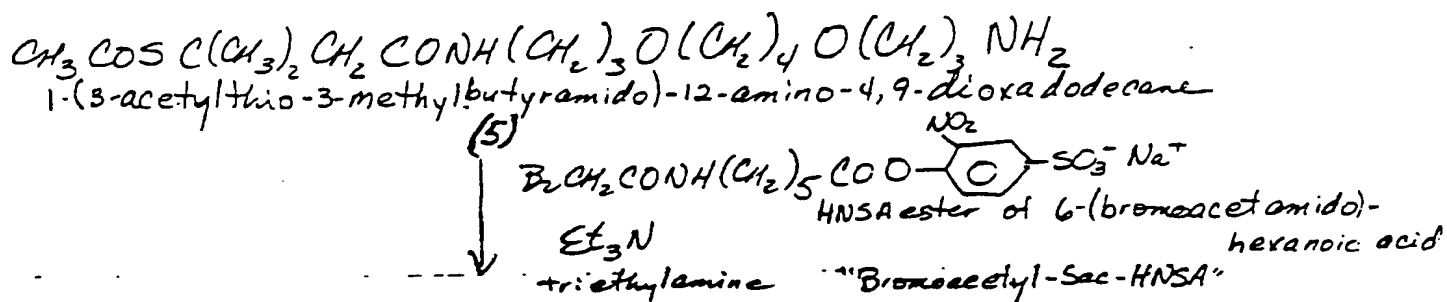 CH₃COSC(CH₃)₂CH₂CONH(CH₂)₃O(CH₂)₄O(CH₂)₃NH₂
1-(3-acetylthio-3-methylbutyramido)-12-amino-4,9-dioxadodecane
(5)
NO₂
BrCH₂CONH(CH₂)₅COO- -SO₃⁻ Na⁺
HNSA ester of 6-(bromoacetamido)-
hexanoic acid
Et₃N
triethylamine "Bromoacetyl-Sac-HNSA"